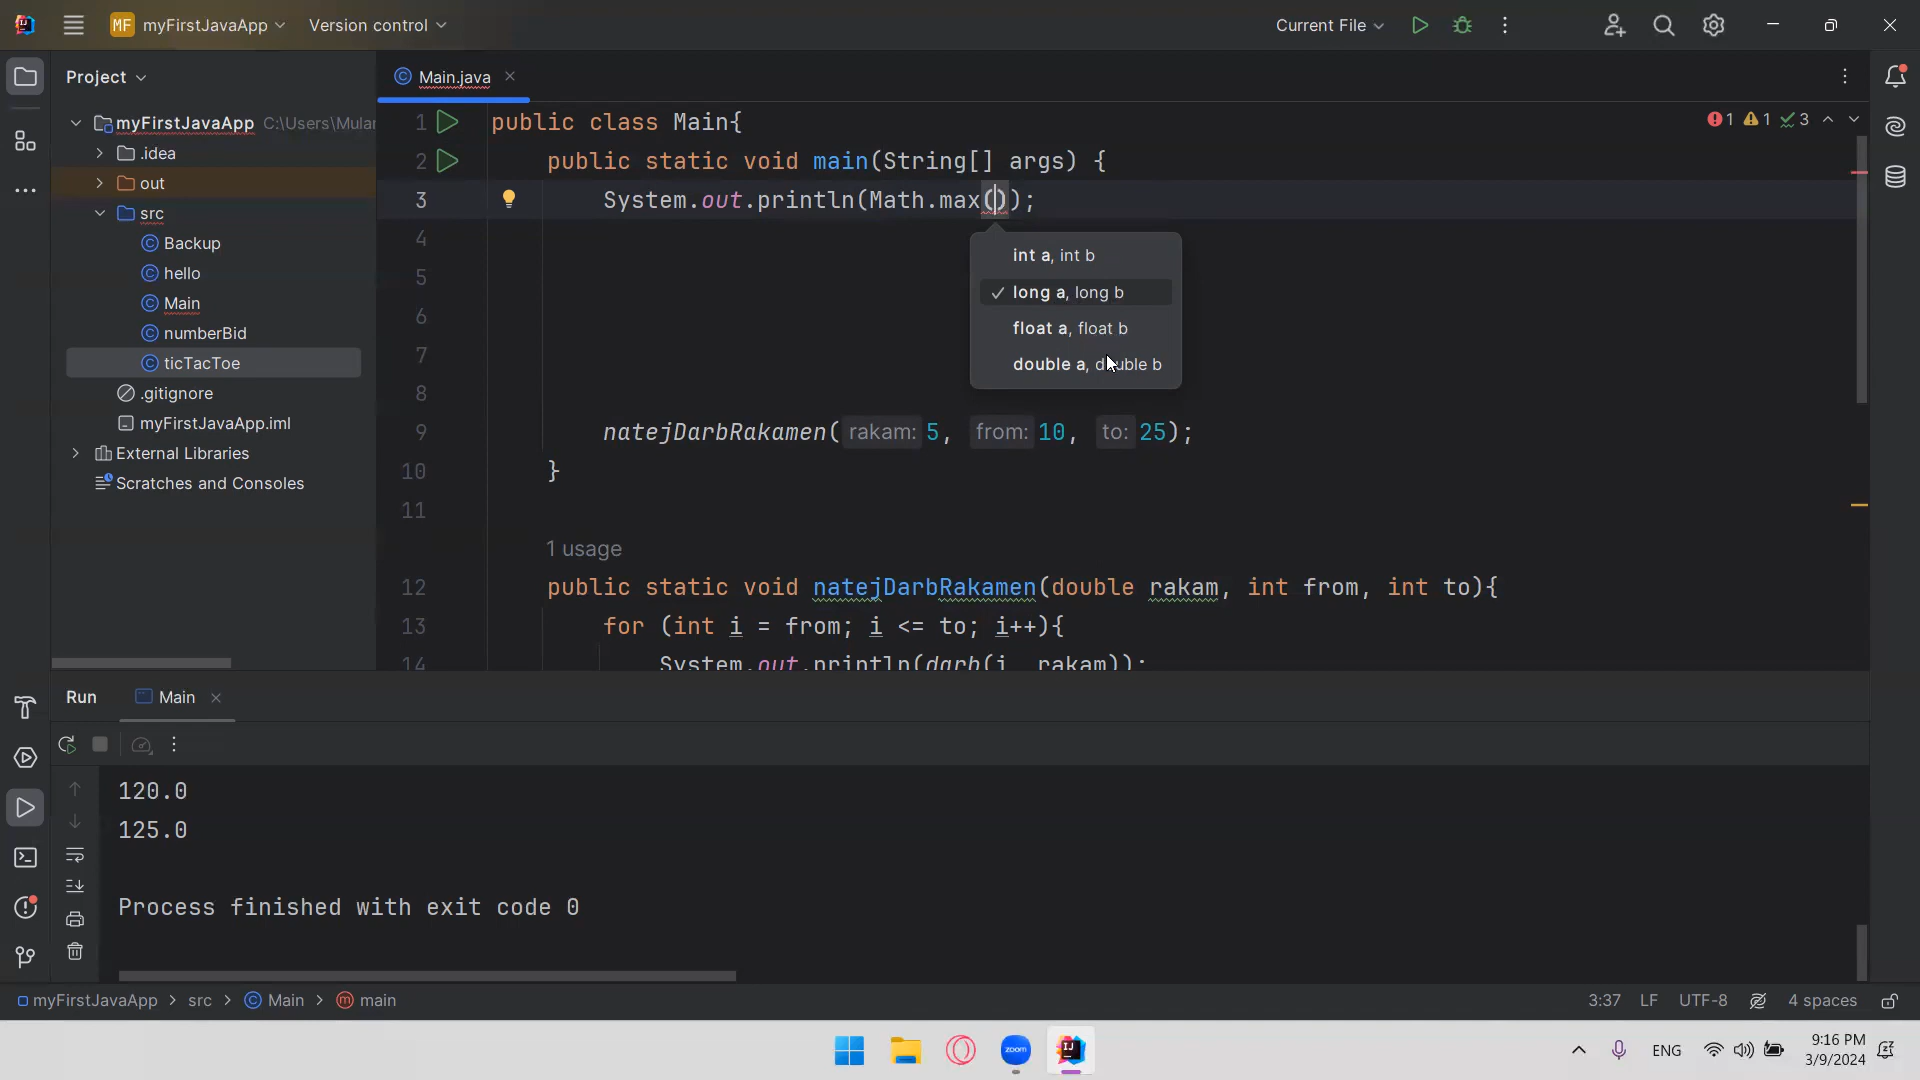 MF myFirstJavaApp Version control Current File
Project
Main.java
myFirstJavaApp C:\Users\Mular
.idea
out
src
Backup
hello
Main
numberBid
ticTacToe
.gitignore
myFirstJavaApp.iml
External Libraries
Scratches and Consoles
1 public class Main{
1 1 3
2 public static void main(String[] args) {
3 System.out.println(Math.max());
4
5
6
7
8
int a, int b
long a, long b
float a, float b
double a, double b
9 natejDarbRakamen( rakam: 5, from: 10, to: 25);
10 }
11
1 usage
12 public static void natejDarbRakamen(double rakam, int from, int to){
13 for (int i = from; i <= to; i++){
14 System.out.println(darb(i, rakam));
Run Main
120.0
125.0
Process finished with exit code 0
myFirstJavaApp > src > Main > main
3:37 LF UTF-8 4 spaces
zoom
ENG
9:16 PM
3/9/2024